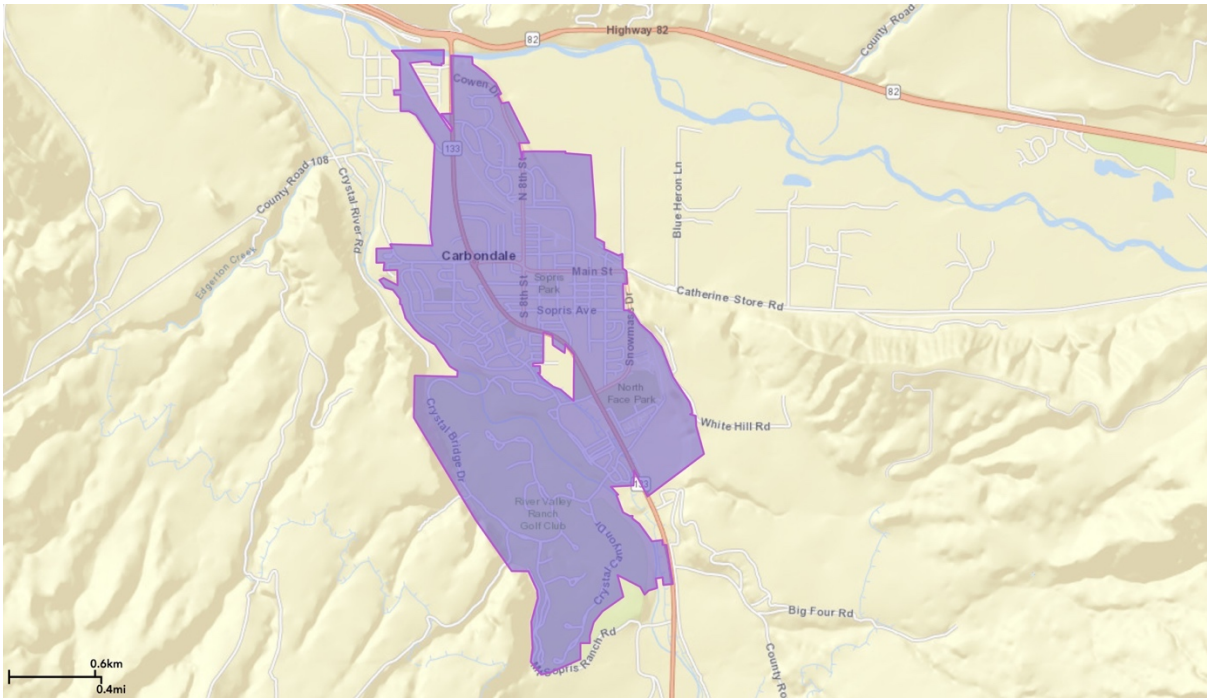 Highway 82
82
County Road
82
Cowen Dr
133
N 8th St
County Road 108
Crystal River Rd
Blue Heron Ln
Edgerton Creek
Carbondale
Sopris
Park
Main St
Catherine Store Rd
S 8th St
Sopris Ave
Snowmass Dr
North
Face Park
White Hill Rd
Crystal Bridge Dr
133
River Valley
Ranch
Golf Club
Crystal Canyon Dr
Big Four Rd
Mt Sopris Ranch Rd
County Ro
0.6km
0.4mi